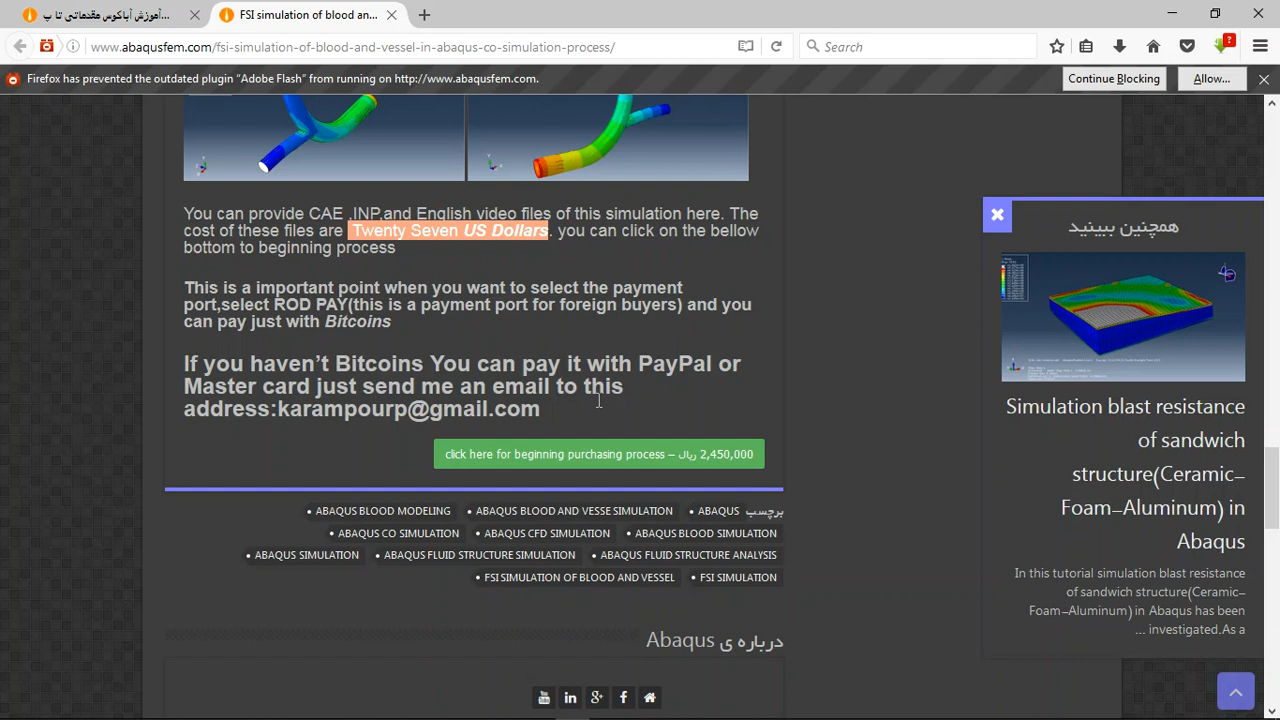 آموزش آباکوس مقدماتی تا پ...
FSI simulation of blood an...
www.abaqusfem.com/fsi-simulation-of-blood-and-vessel-in-abaqus-co-simulation-process/
Search
Firefox has prevented the outdated plugin “Adobe Flash” from running on http://www.abaqusfem.com.
Continue Blocking
Allow...
You can provide CAE ,INP,and English video files of this simulation here. The
cost of these files are Twenty Seven US Dollars. you can click on the bellow
bottom to beginning process
This is a important point when you want to select the payment
port,select ROD PAY(this is a payment port for foreign buyers) and you
can pay just with Bitcoins
If you haven’t Bitcoins You can pay it with PayPal or
Master card just send me an email to this
address:karampourp@gmail.com
click here for beginning purchasing process – ریال 2,450,000
برچسب ABAQUS • ABAQUS BLOOD AND VESSE SIMULATION • ABAQUS BLOOD MODELING •
ABAQUS BLOOD SIMULATION • ABAQUS CFD SIMULATION • ABAQUS CO SIMULATION •
ABAQUS FLUID STRUCTURE ANALYSIS • ABAQUS FLUID STRUCTURE SIMULATION • ABAQUS SIMULATION •
FSI SIMULATION • FSI SIMULATION OF BLOOD AND VESSEL •
درباره ی Abaqus
همچنین ببینید
Simulation blast resistance
of sandwich
structure(Ceramic-
Foam-Aluminum) in
Abaqus
In this tutorial simulation blast resistance
of sandwich structure(Ceramic-
Foam-Aluminum) in Abaqus has been
... investigated.As a